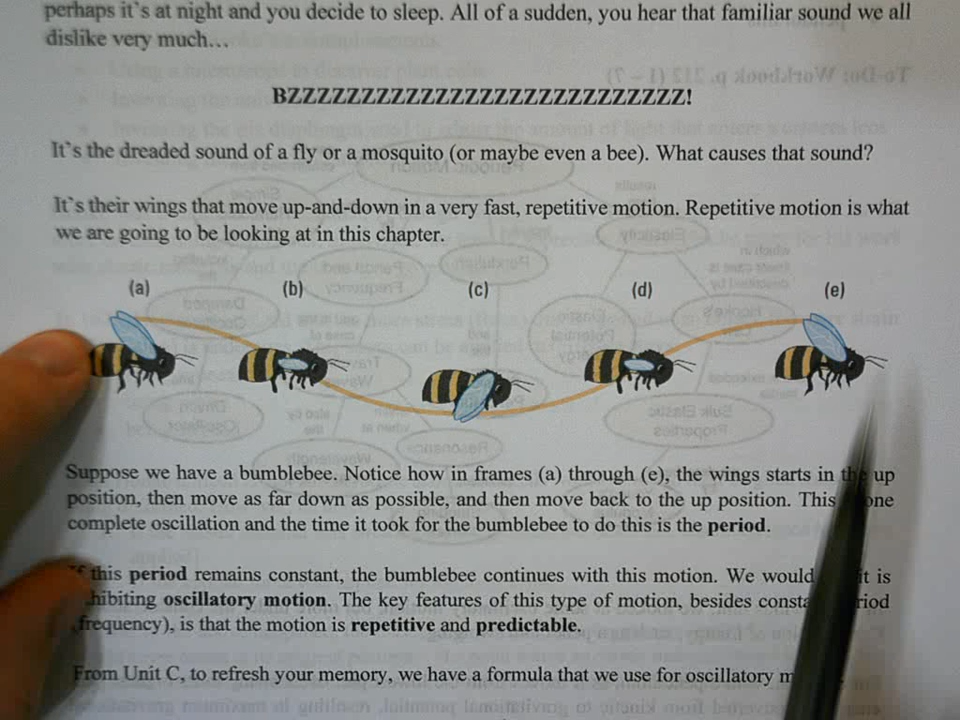 perhaps it's at night and you decide to sleep. All of a sudden, you hear that familiar sound we all
dislike very much…
BZZZZZZZZZZZZZZZZZZZZZZZZZZZ!
It's the dreaded sound of a fly or a mosquito (or maybe even a bee). What causes that sound?
It's their wings that move up-and-down in a very fast, repetitive motion. Repetitive motion is what
we are going to be looking at in this chapter.
(a) (b) (c) (d) (e)
Suppose we have a bumblebee. Notice how in frames (a) through (e), the wings starts in the up
position, then move as far down as possible, and then move back to the up position. This one
complete oscillation and the time it took for the bumblebee to do this is the period.
this period remains constant, the bumblebee continues with this motion. We would it is
oscillatory motion. The key features of this type of motion, besides
frequency), is that the motion is repetitive and predictable.
From Unit C, to refresh your memory, we have a formula that we use for oscillatory